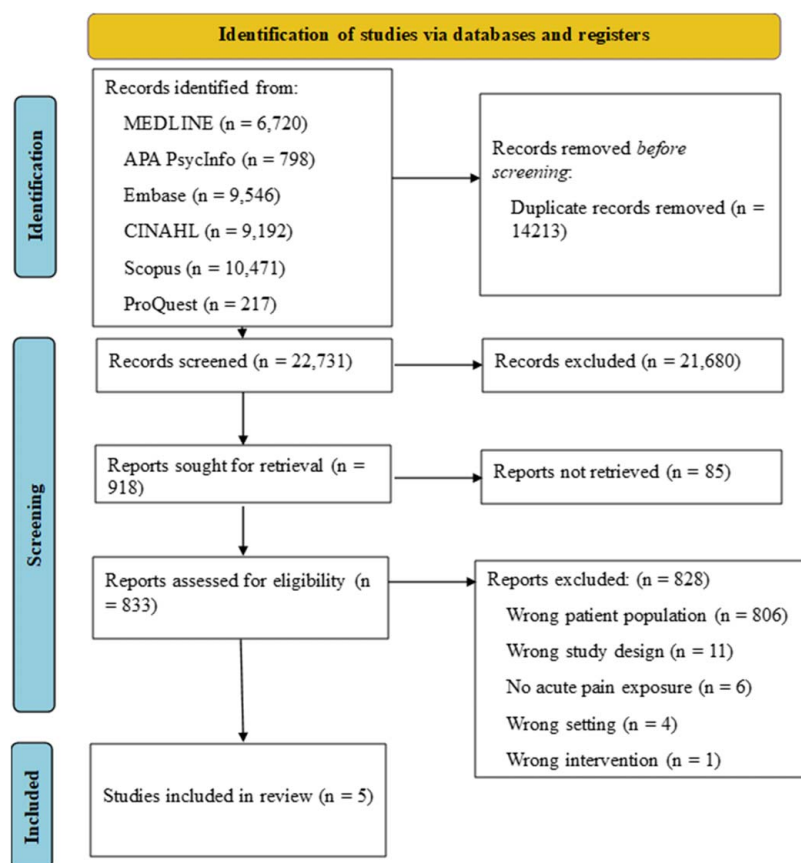 Identification of studies via databases and registers
Identification
Records identified from:
MEDLINE (n = 6,720)
APA PsycInfo (n = 798)
Embase (n = 9,546)
CINAHL (n = 9,192)
Scopus (n = 10,471)
ProQuest (n = 217)
Records removed before
screening:
Duplicate records removed (n =
14213)
Screening
Records screened (n = 22,731)
Records excluded (n = 21,680)
Reports sought for retrieval (n =
918)
Reports not retrieved (n = 85)
Reports assessed for eligibility (n
= 833)
Reports excluded: (n = 828)
Wrong patient population (n = 806)
Wrong study design (n = 11)
No acute pain exposure (n = 6)
Wrong setting (n = 4)
Wrong intervention (n = 1)
Included
Studies included in review (n = 5)